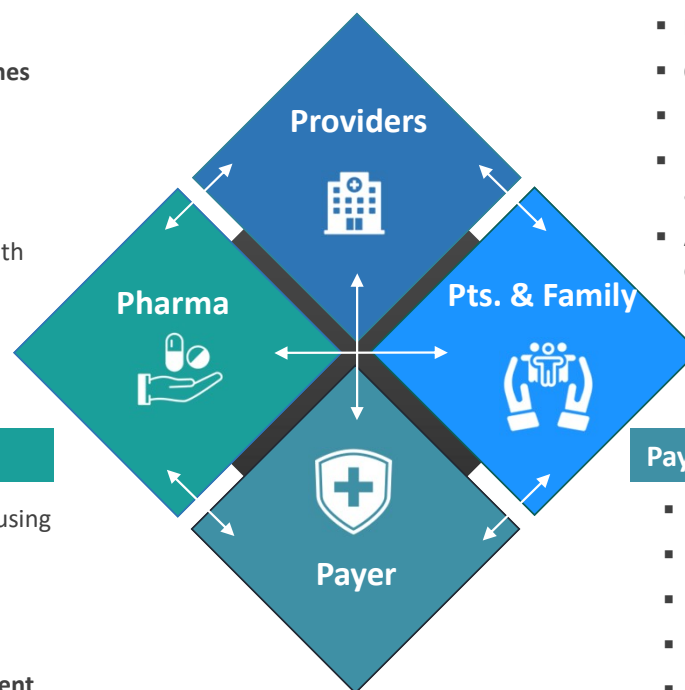 nes
Providers
th
Pharma
Pts. & Family
Pay
using
Payer
ent